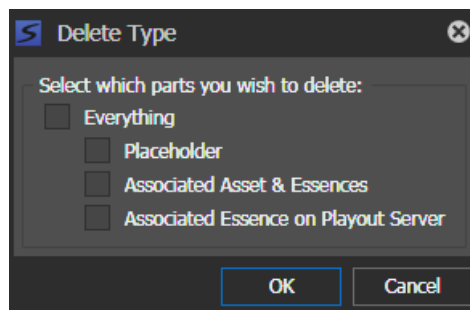 Delete Type
Select which parts you wish to delete:
Everything
Placeholder
Associated Asset & Essences
Associated Essence on Playout Server
OK
Cancel